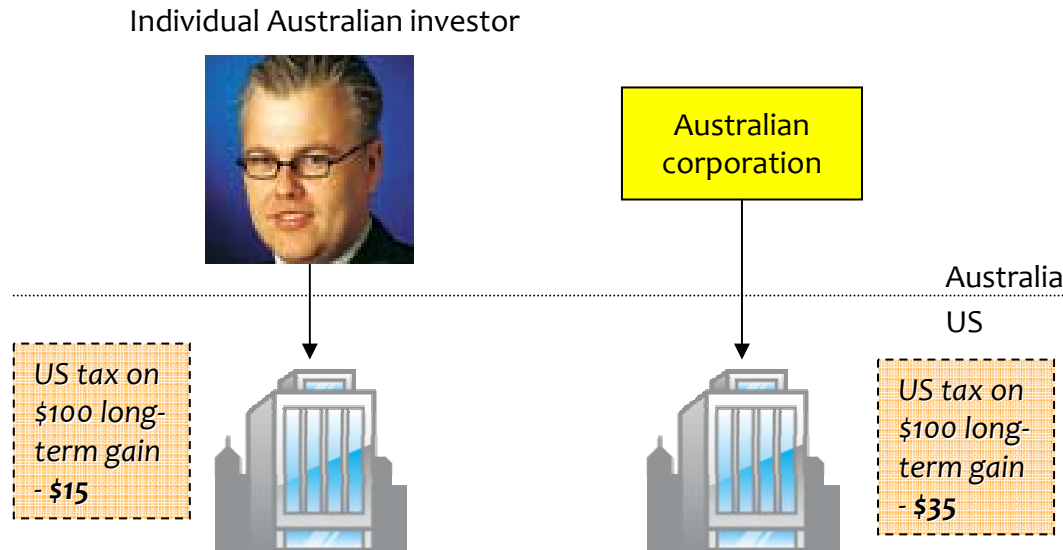 Individual Australian investor
Australian
corporation
Australia
US
US tax on
$100 long-
term gain
- $15
US tax on
$100 long-
term gain
- $35